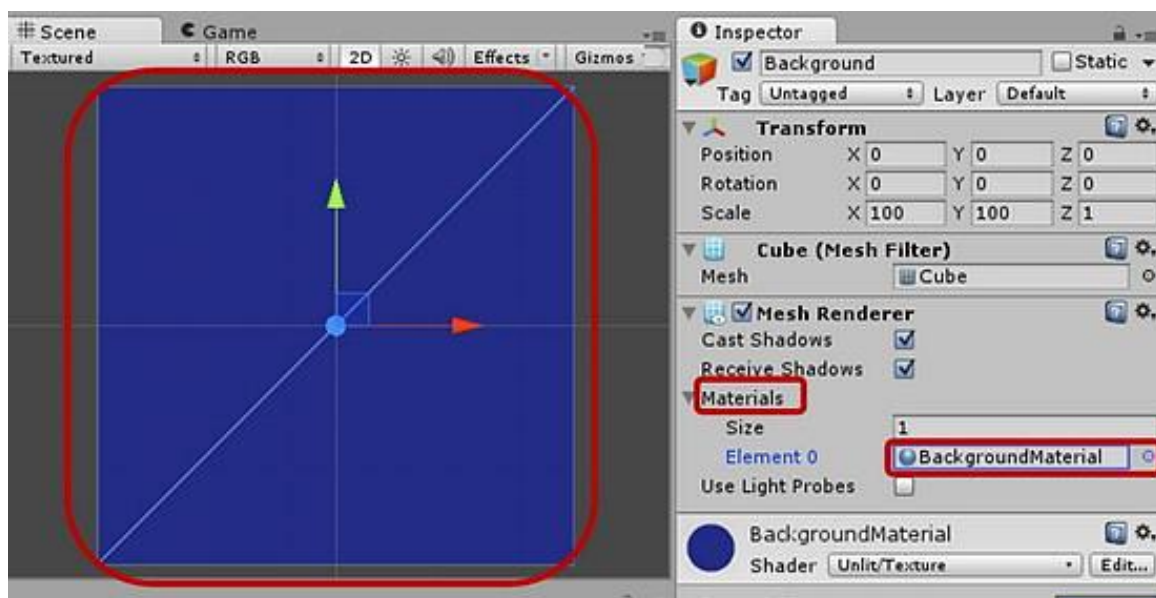 Scene Game
Textured RGB 2D Effects Gizmos
Inspector
Background Static
Tag Untagged Layer Default
Transform
Position X 0 Y 0 Z 0
Rotation X 0 Y 0 Z 0
Scale X 100 Y 100 Z 1
Cube (Mesh Filter)
Mesh Cube
Mesh Renderer
Cast Shadows
Receive Shadows
Materials
Size 1
Element 0 BackgroundMaterial
Use Light Probes
BackgroundMaterial
Shader Unlit/Texture Edit...